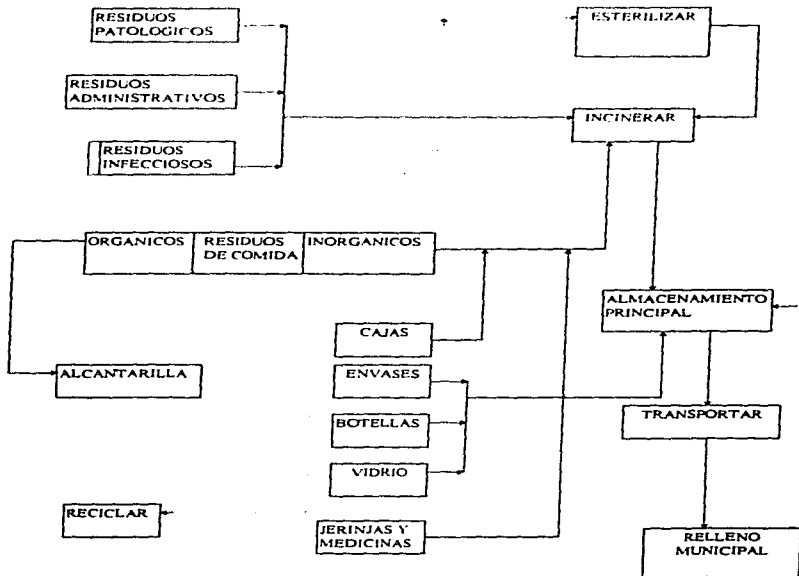 RESIDUOS
PATOLOGICOS
ESTERILIZAR
RESIDUOS
ADMINISTRATIVOS
INCINERAR
RESIDUOS
INFECCIOSOS
ORGANICOS
RESIDUOS
DE COMIDA
INORGANICOS
ALMACENAMIENTO
PRINCIPAL
CAJAS
ALCANTARILLA
ENVASES
BOTELLAS
TRANSPORTAR
VIDRIO
RECICLAR
JERINJAS Y
MEDICINAS
RELLENO
MUNICIPAL